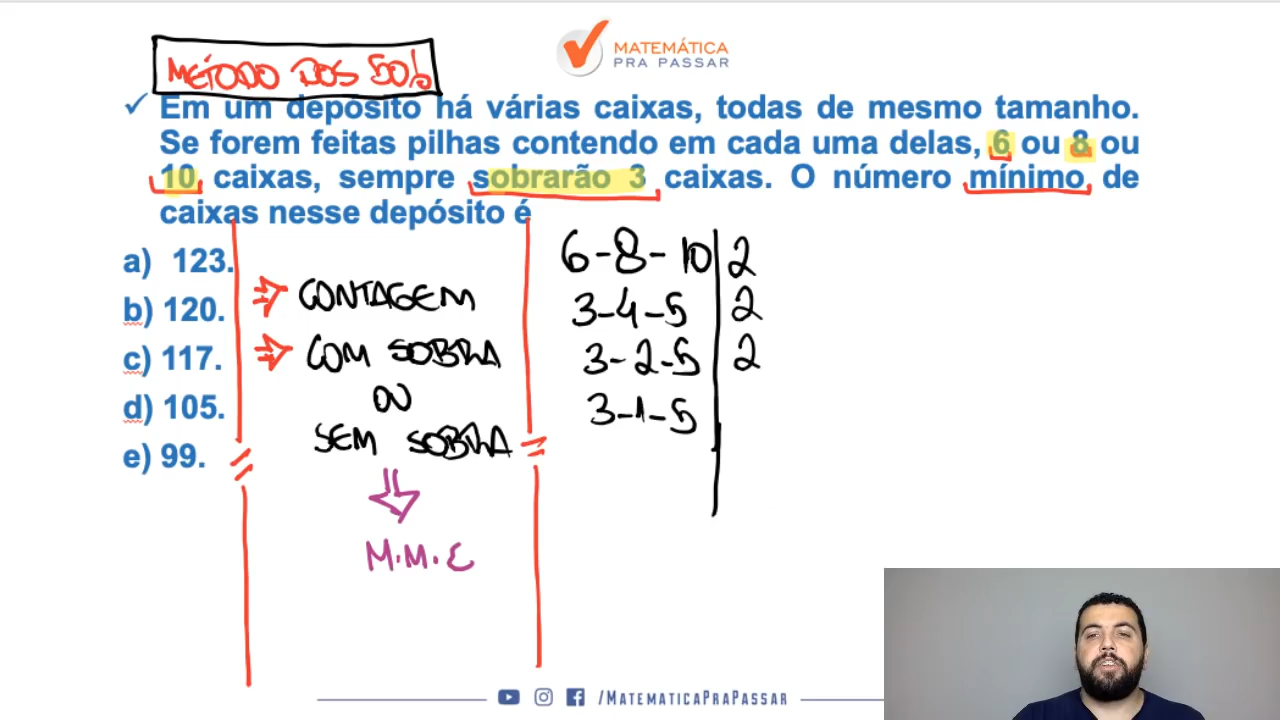 MATEMÁTICA
PRA PASSAR
MÉTODO DOS 50%
✓ Em um depósito há várias caixas, todas de mesmo tamanho.
Se forem feitas pilhas contendo em cada uma delas, 6 ou 8 ou
10 caixas, sempre sobrarão 3 caixas. O número mínimo de
caixas nesse depósito é
a) 123.
b) 120.
c) 117.
d) 105.
e) 99.
⇒ CONTAGEM
⇒ COM SOBRA
OU
SEM SOBRA
⇓
M.M.C
6-8-10|2
3-4-5|2
3-2-5|2
3-1-5|
/MATEMATICAPRAPASSAR